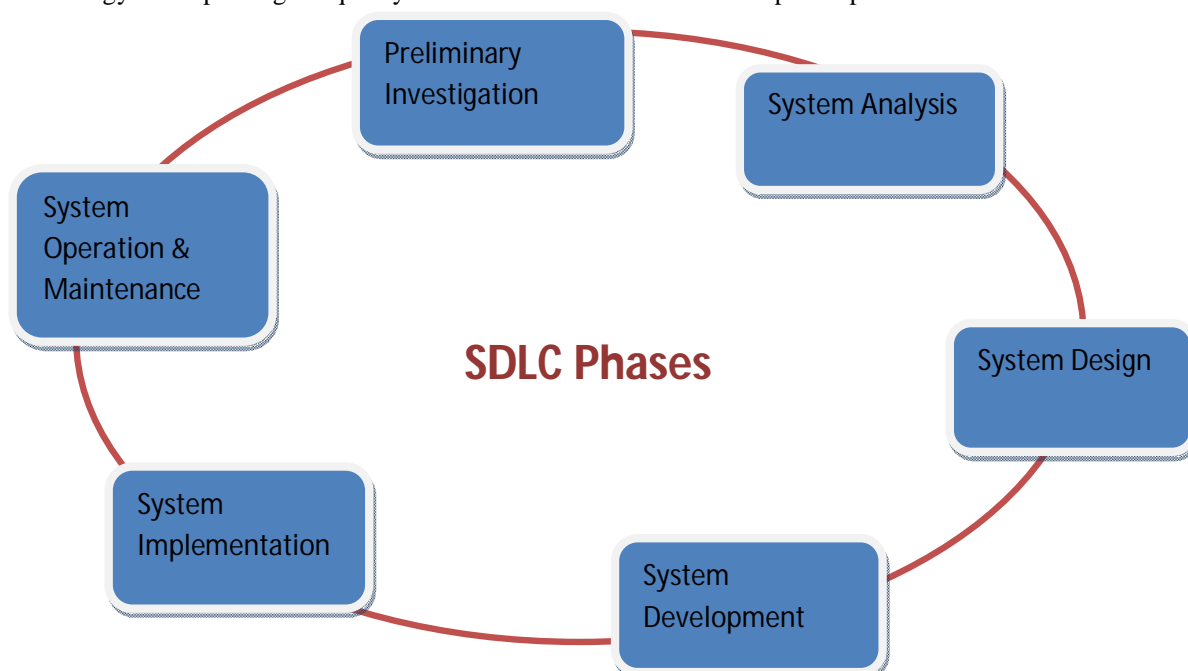 Preliminary
Investigation
System Analysis
System
Operation &
Maintenance
SDLC Phases
System Design
System
Implementation
System
Development